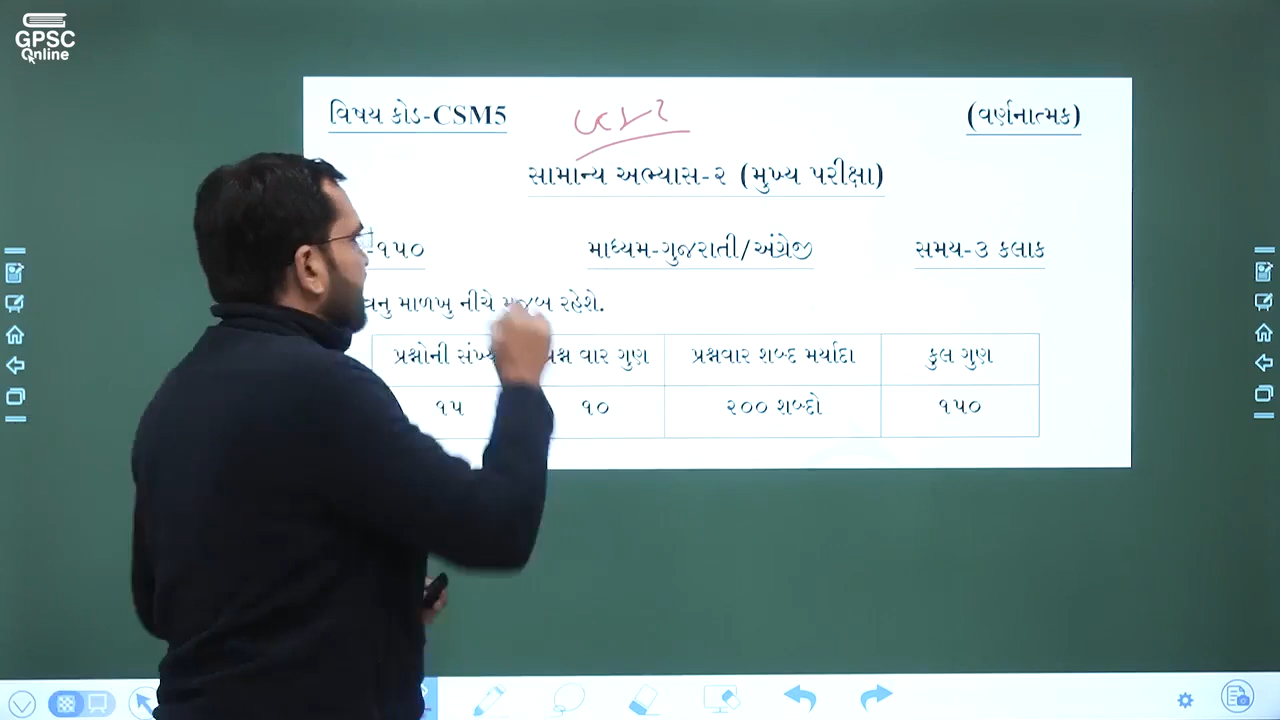 GPSC
Online
વિષય કોડ-CSM5
(વર્ણનાત્મક)
સામાન્ય અભ્યાસ-૨ (મુખ્ય પરીક્ષા)
-૧૫૦
માધ્યમ-ગુજરાતી/અંગ્રેજી
સમય-૩ કલાક
માળખુ નીચે મુજબ રહેશે.
પ્રશ્નોની વાર ગુણ પ્રશ્નવાર શબ્દ મર્યાદા કુલ ગુણ
૧૫ ૧૦ ૨૦૦ શબ્દો ૧૫૦